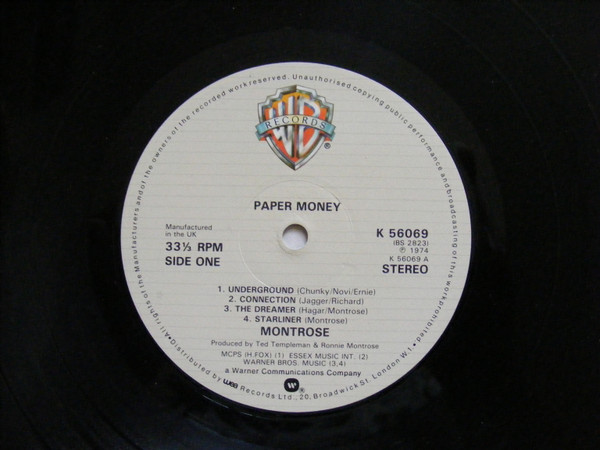 WB
RECORDS
®
PAPER MONEY
Manufactured
in the UK
33⅓ RPM
SIDE ONE
K 56069
(BS 2823)
℗ 1974
K 56069 A
STEREO
1. UNDERGROUND (Chunky/Novi/Ernie)
2. CONNECTION (Jagger/Richard)
3. THE DREAMER (Hagar/Montrose)
4. STARLINER (Montrose)
MONTROSE
Produced by Ted Templeman & Ronnie Montrose
MCPS (H.FOX) (1) ESSEX MUSIC INT. (2)
WARNER BROS. MUSIC (3,4)
a Warner Communications Company
®
•All rights of the Manufacturers and of the owners of the recorded work reserved. Unauthorised copying public performance and broadcasting of this work prohibited.
•Distributed by wea Records Ltd., 20, Broadwick St. London W.1.